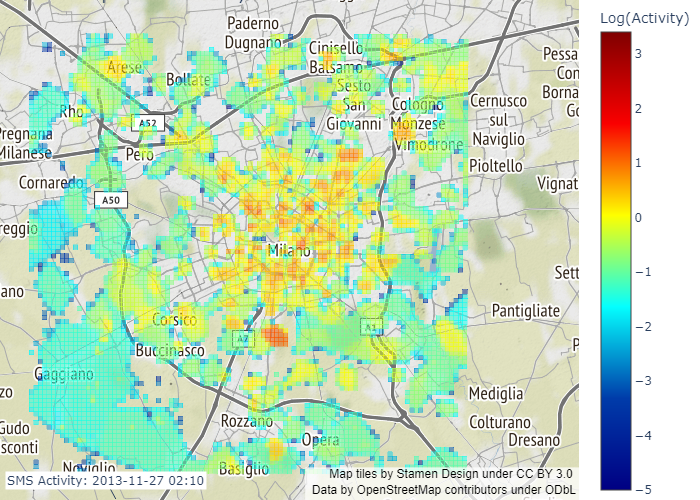 Log(Activity)
3
2
1
0
−1
−2
−3
−4
−5
Paderno
Dugnano
Cinisello
Balsamo
Pessa
Con
Borna
Go
Arese
Bollate
Sesto
San
Giovanni
Cologno
Monzese
Cernusco
sul
Naviglio
Rho
A52
Pregnana
Milanese
Pero
Vimodrone
Pioltello
Cornaredo
Vignat
A50
reggio
Milano
Sett
ano
Pantigliate
Corsico
A1
A7
Buccinasco
P
Gaggiano
zo
Mediglia
Rozzano
Colturano
Dresano
Gudo
sconti
Opera
Noviglio
Basiglio
SMS Activity: 2013-11-27 02:10
Map tiles by Stamen Design under CC BY 3.0
Data by OpenStreetMap contributors under ODbL